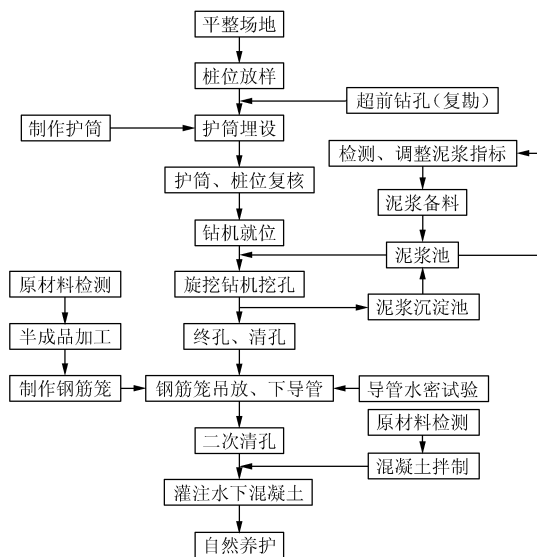 平整场地
桩位放样
超前钻孔(复勘)
制作护筒
护筒埋设
检测、调整泥浆指标
护筒、桩位复核
泥浆备料
钻机就位
泥浆池
原材料检测
旋挖钻机挖孔
泥浆沉淀池
半成品加工
终孔、清孔
制作钢筋笼
钢筋笼吊放、下导管
导管水密试验
原材料检测
二次清孔
混凝土拌制
灌注水下混凝土
自然养护